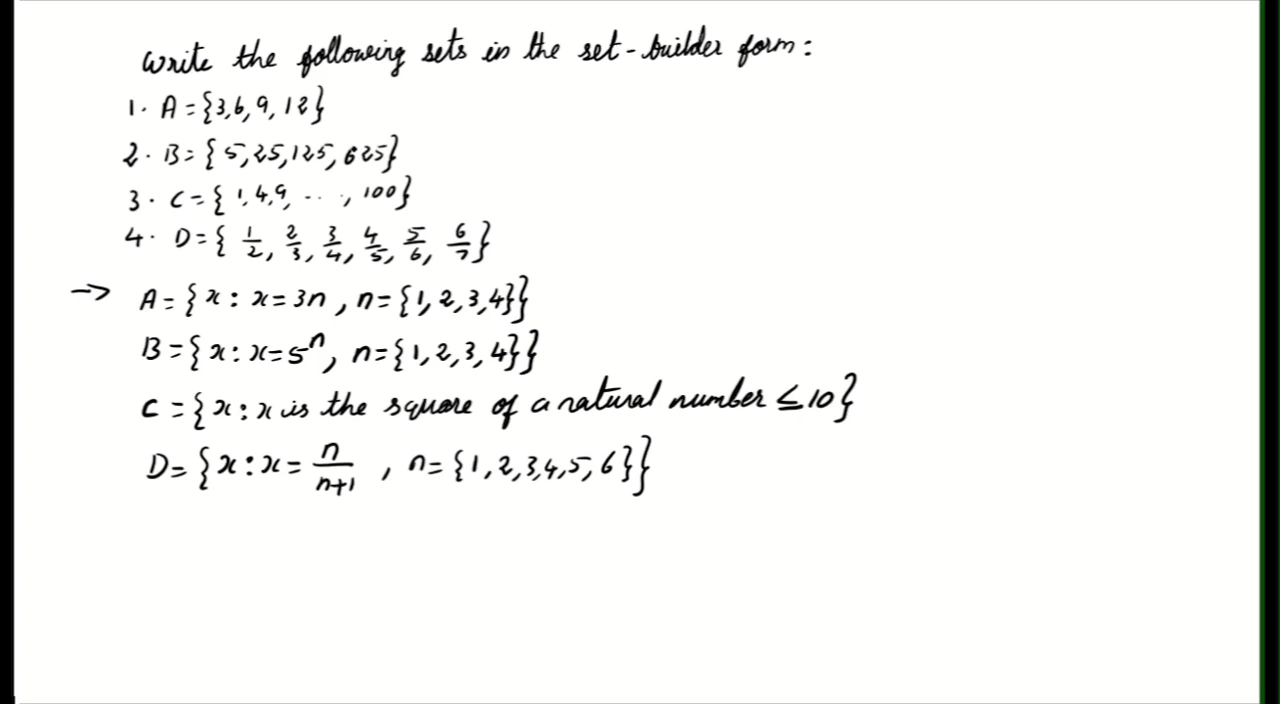 Write the following sets in the set-builder form:
1. A = {3, 6, 9, 12}
2. B = {5, 25, 125, 625}
3. C = {1, 4, 9, ..., 100}
4. D = {1/2, 2/3, 3/4, 4/5, 5/6, 6/7}
→ A = {x : x = 3n, n = {1, 2, 3, 4}}
B = {x : x = 5ⁿ, n = {1, 2, 3, 4}}
C = {x : x is the square of a natural number ≤ 10}
D = {x : x = n/(n+1), n = {1, 2, 3, 4, 5, 6}}